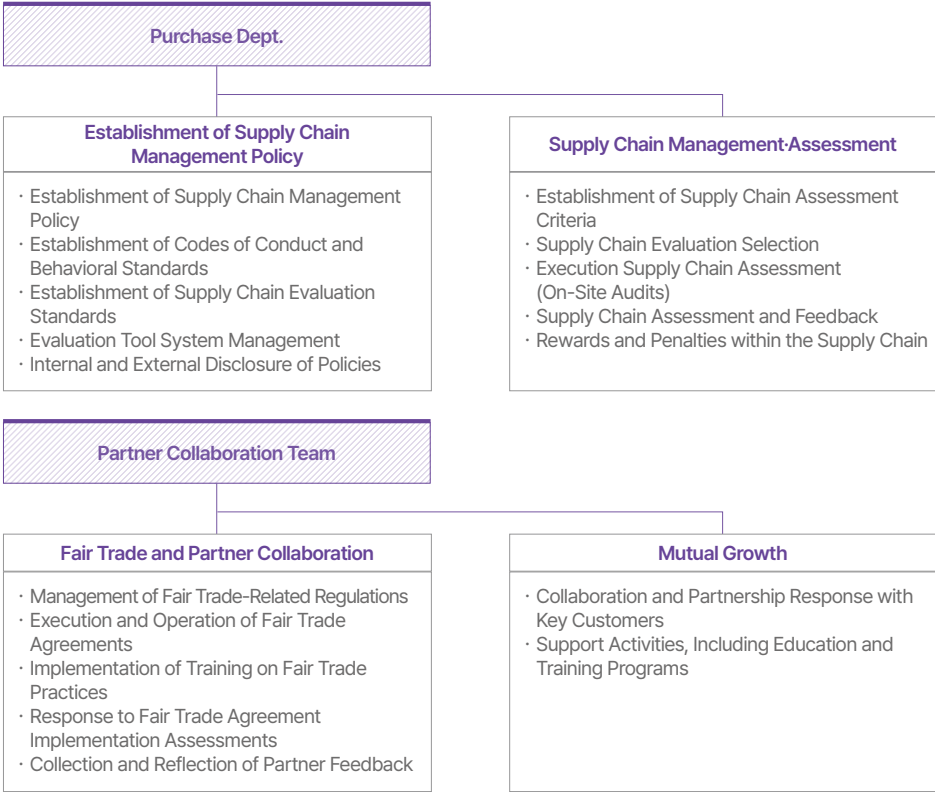 Purchase Dept.
Establishment of Supply Chain
Management Policy
· Establishment of Supply Chain Management
Policy
· Establishment of Codes of Conduct and
Behavioral Standards
· Establishment of Supply Chain Evaluation
Standards
· Evaluation Tool System Management
· Internal and External Disclosure of Policies
Supply Chain Management·Assessment
· Establishment of Supply Chain Assessment
Criteria
· Supply Chain Evaluation Selection
· Execution Supply Chain Assessment
(On-Site Audits)
· Supply Chain Assessment and Feedback
· Rewards and Penalties within the Supply Chain
Partner Collaboration Team
Fair Trade and Partner Collaboration
· Management of Fair Trade-Related Regulations
· Execution and Operation of Fair Trade
Agreements
· Implementation of Training on Fair Trade
Practices
· Response to Fair Trade Agreement
Implementation Assessments
· Collection and Reflection of Partner Feedback
Mutual Growth
· Collaboration and Partnership Response with
Key Customers
· Support Activities, Including Education and
Training Programs